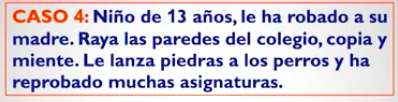 CASO 4: Niño de 13 años, le ha robado a su
madre. Raya las paredes del colegio, copia y
miente. Le lanza piedras a los perros y ha
reprobado muchas asignaturas.